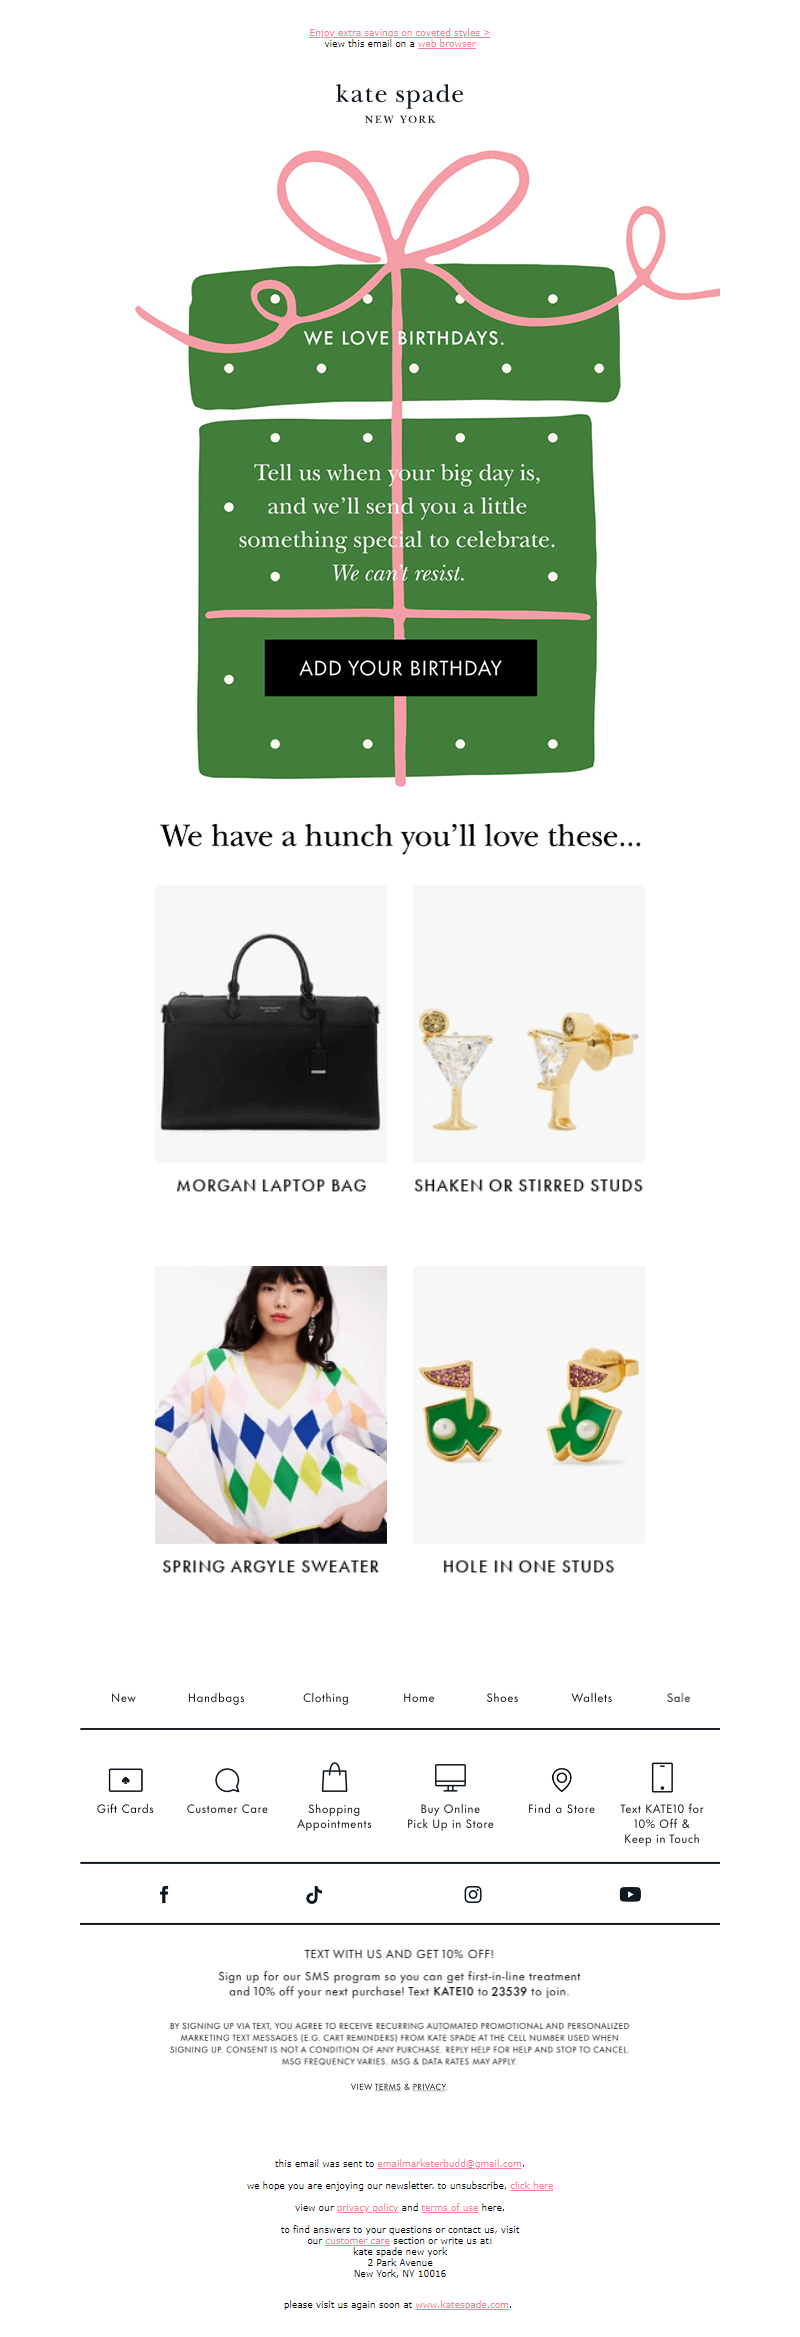 Enjoy extra savings on coveted styles >
view this email on a web browser
kate spade
NEW YORK
WE LOVE BIRTHDAYS.
Tell us when your big day is,
and we'll send you a little
something special to celebrate.
We can't resist.
ADD YOUR BIRTHDAY
We have a hunch you'll love these...
MORGAN LAPTOP BAG
SHAKEN OR STIRRED STUDS
SPRING ARGYLE SWEATER
HOLE IN ONE STUDS
New Handbags Clothing Home Shoes Wallets Sale
Gift Cards
Customer Care
Shopping
Appointments
Buy Online
Pick Up in Store
Find a Store
Text KATE10 for
10% Off &
Keep in Touch
TEXT WITH US AND GET 10% OFF!
Sign up for our SMS program so you can get first-in-line treatment
and 10% off your next purchase! Text KATE10 to 23539 to join.
BY SIGNING UP VIA TEXT, YOU AGREE TO RECEIVE RECURRING AUTOMATED PROMOTIONAL AND PERSONALIZED
MARKETING TEXT MESSAGES (E.G. CART REMINDERS) FROM KATE SPADE AT THE CELL NUMBER USED WHEN
SIGNING UP. CONSENT IS NOT A CONDITION OF ANY PURCHASE. REPLY HELP FOR HELP AND STOP TO CANCEL.
MSG FREQUENCY VARIES. MSG & DATA RATES MAY APPLY.
VIEW TERMS & PRIVACY.
this email was sent to emailmarketerbudd@gmail.com.
we hope you are enjoying our newsletter. to unsubscribe, click here
view our privacy policy and terms of use here.
to find answers to your questions or contact us, visit
our customer care section or write us at:
kate spade new york
2 Park Avenue
New York, NY 10016
please visit us again soon at www.katespade.com.